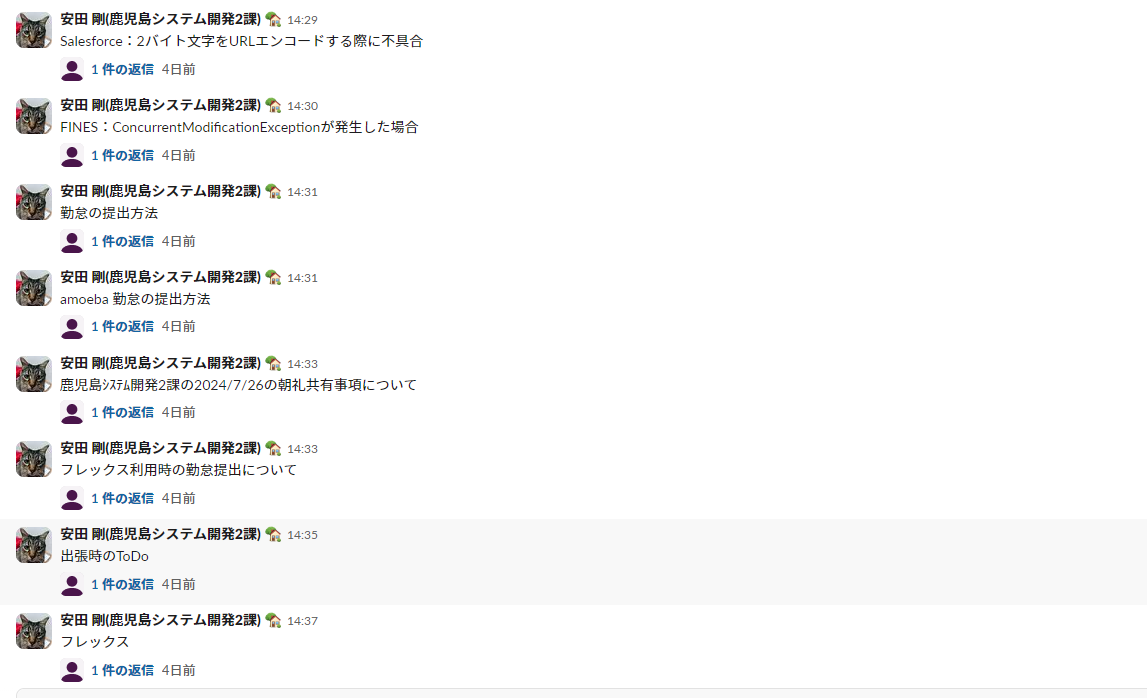 安田 剛(鹿児島システム開発2課) 14:29
Salesforce：2バイト文字をURLエンコードする際に不具合
1 件の返信 4日前
安田 剛(鹿児島システム開発2課) 14:30
FINES：ConcurrentModificationExceptionが発生した場合
1 件の返信 4日前
安田 剛(鹿児島システム開発2課) 14:31
勤怠の提出方法
1 件の返信 4日前
安田 剛(鹿児島システム開発2課) 14:31
amoeba 勤怠の提出方法
1 件の返信 4日前
安田 剛(鹿児島システム開発2課) 14:33
鹿児島ｼｽﾃﾑ開発2課の2024/7/26の朝礼共有事項について
1 件の返信 4日前
安田 剛(鹿児島システム開発2課) 14:33
フレックス利用時の勤怠提出について
1 件の返信 4日前
安田 剛(鹿児島システム開発2課) 14:35
出張時のToDo
1 件の返信 4日前
安田 剛(鹿児島システム開発2課) 14:37
フレックス
1 件の返信 4日前